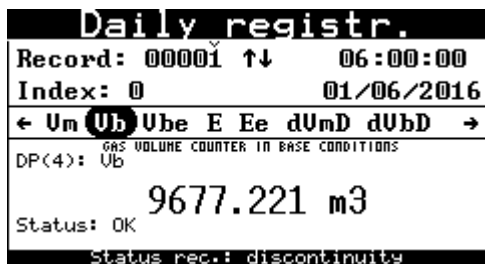 Daily registr.
Record: 00001 ↑↓ 06:00:00
Index: 0 01/06/2016
← Vm Vb Vbe E Ee dVmD dVbD →
GAS VOLUME COUNTER IN BASE CONDITIONS
DP(4): Vb
9677.221 m3
Status: OK
Status rec.: discontinuity